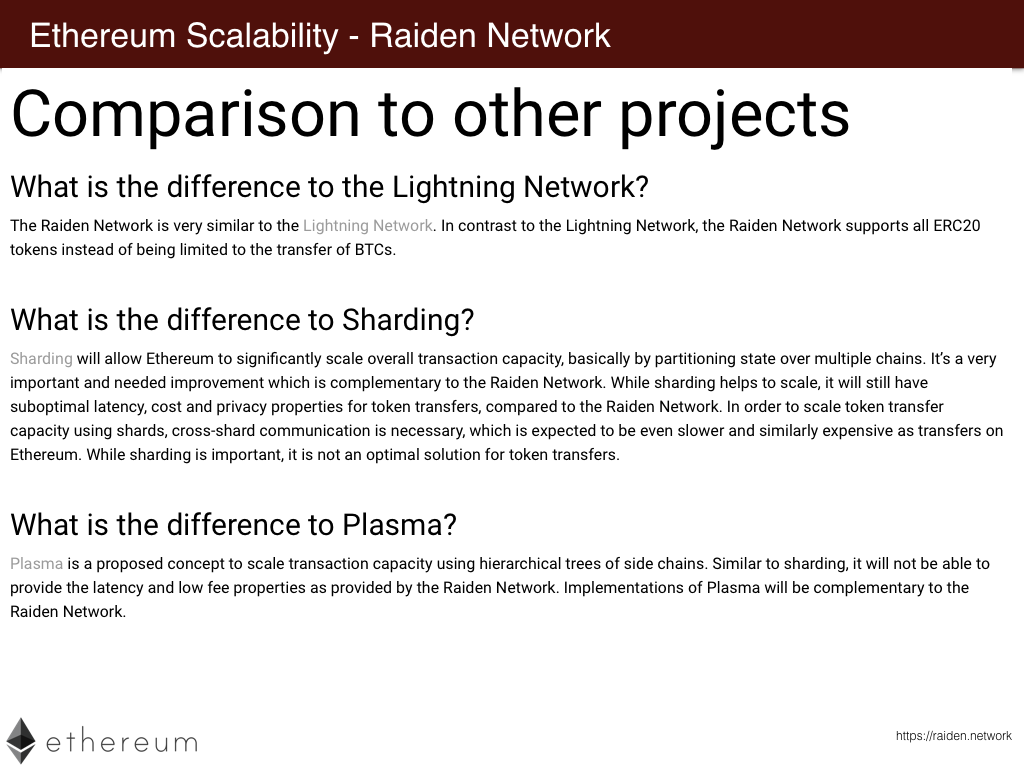 Ethereum Scalability - Raiden Network
Comparison to other projects
What is the difference to the Lightning Network?
The Raiden Network is very similar to the Lightning Network. In contrast to the Lightning Network, the Raiden Network supports all ERC20
tokens instead of being limited to the transfer of BTCs.
What is the difference to Sharding?
Sharding will allow Ethereum to significantly scale overall transaction capacity, basically by partitioning state over multiple chains. It’s a very
important and needed improvement which is complementary to the Raiden Network. While sharding helps to scale, it will still have
suboptimal latency, cost and privacy properties for token transfers, compared to the Raiden Network. In order to scale token transfer
capacity using shards, cross-shard communication is necessary, which is expected to be even slower and similarly expensive as transfers on
Ethereum. While sharding is important, it is not an optimal solution for token transfers.
What is the difference to Plasma?
Plasma is a proposed concept to scale transaction capacity using hierarchical trees of side chains. Similar to sharding, it will not be able to
provide the latency and low fee properties as provided by the Raiden Network. Implementations of Plasma will be complementary to the
Raiden Network.
ethereum
https://raiden.network